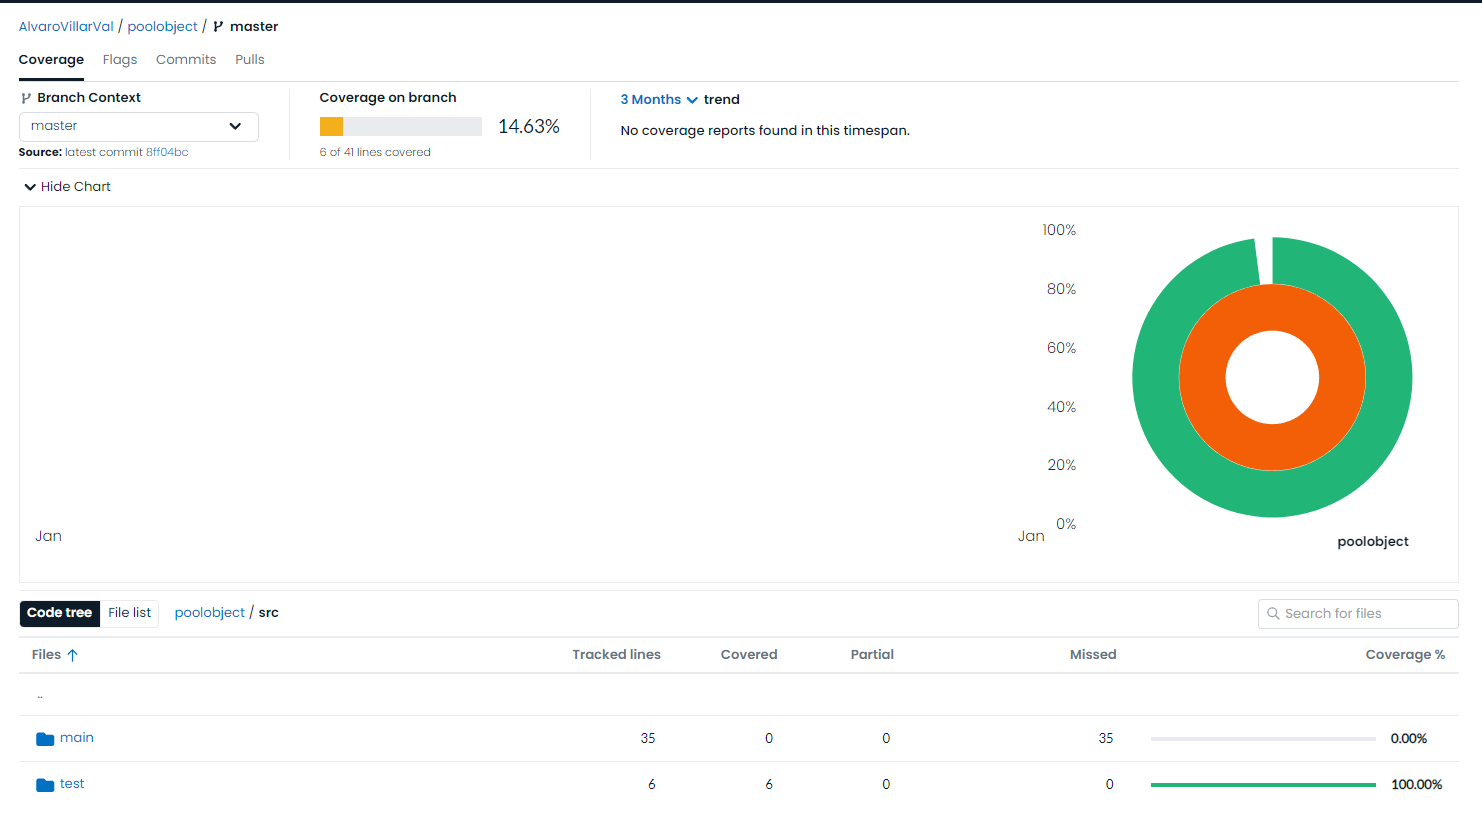 AlvaroVillarVal / poolobject / master
Coverage Flags Commits Pulls
Branch Context
master
Source: latest commit 8ff04bc
Coverage on branch
14.63%
6 of 41 lines covered
3 Months trend
No coverage reports found in this timespan.
Hide Chart
100%
80%
60%
40%
20%
0%
Jan Jan
poolobject
Code tree File list poolobject / src Search for files
Files Tracked lines Covered Partial Missed Coverage %
..
main 35 0 0 35 0.00%
test 6 6 0 0 100.00%